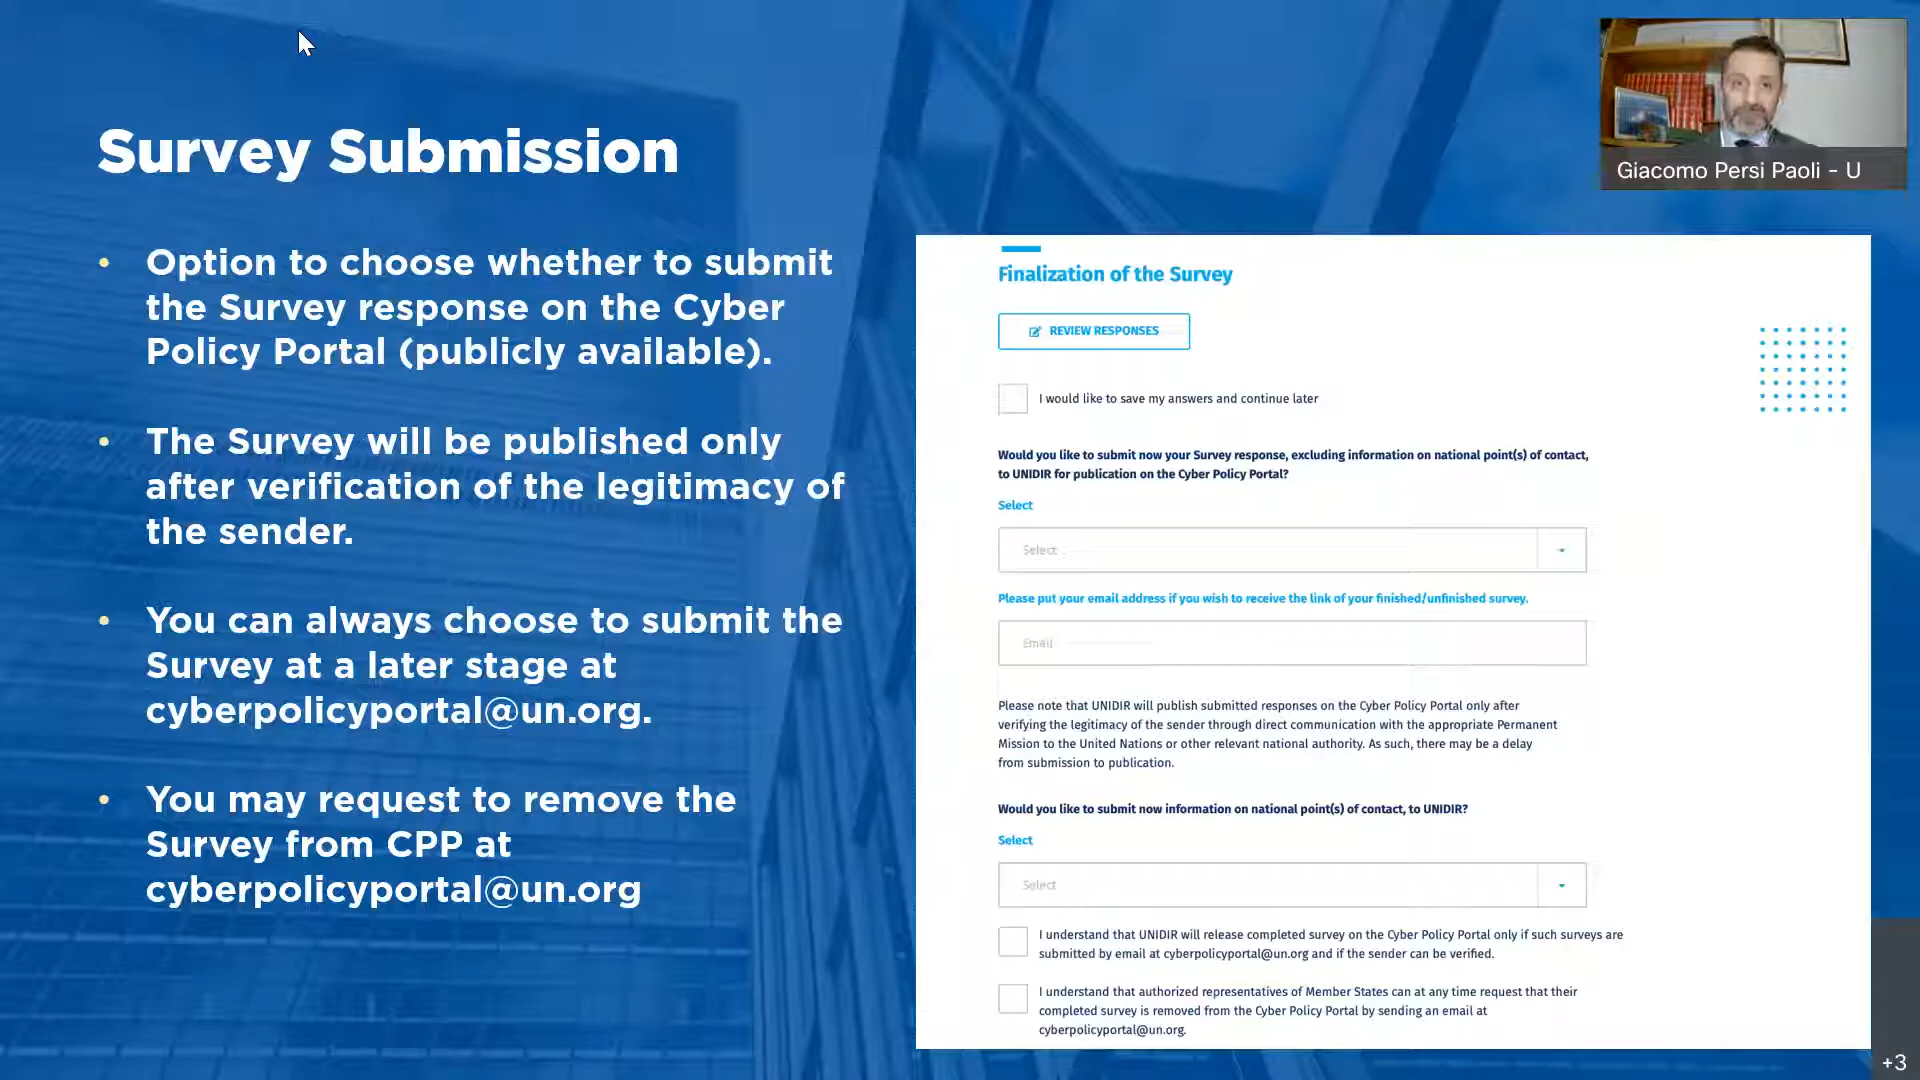 Survey Submission
• Option to choose whether to submit
the Survey response on the Cyber
Policy Portal (publicly available).
• The Survey will be published only
after verification of the legitimacy of
the sender.
• You can always choose to submit the
Survey at a later stage at
cyberpolicyportal@un.org.
• You may request to remove the
Survey from CPP at
cyberpolicyportal@un.org
Giacomo Persi Paoli - U
Finalization of the Survey
REVIEW RESPONSES
I would like to save my answers and continue later
Would you like to submit now your Survey response, excluding information on national point(s) of contact,
to UNIDIR for publication on the Cyber Policy Portal?
Select
Select
Please put your email address if you wish to receive the link of your finished/unfinished survey.
Email
Please note that UNIDIR will publish submitted responses on the Cyber Policy Portal only after
verifying the legitimacy of the sender through direct communication with the appropriate Permanent
Mission to the United Nations or other relevant national authority. As such, there may be a delay
from submission to publication.
Would you like to submit now information on national point(s) of contact, to UNIDIR?
Select
Select
I understand that UNIDIR will release completed survey on the Cyber Policy Portal only if such surveys are
submitted by email at cyberpolicyportal@un.org and if the sender can be verified.
I understand that authorized representatives of Member States can at any time request that their
completed survey is removed from the Cyber Policy Portal by sending an email at
cyberpolicyportal@un.org.
+3